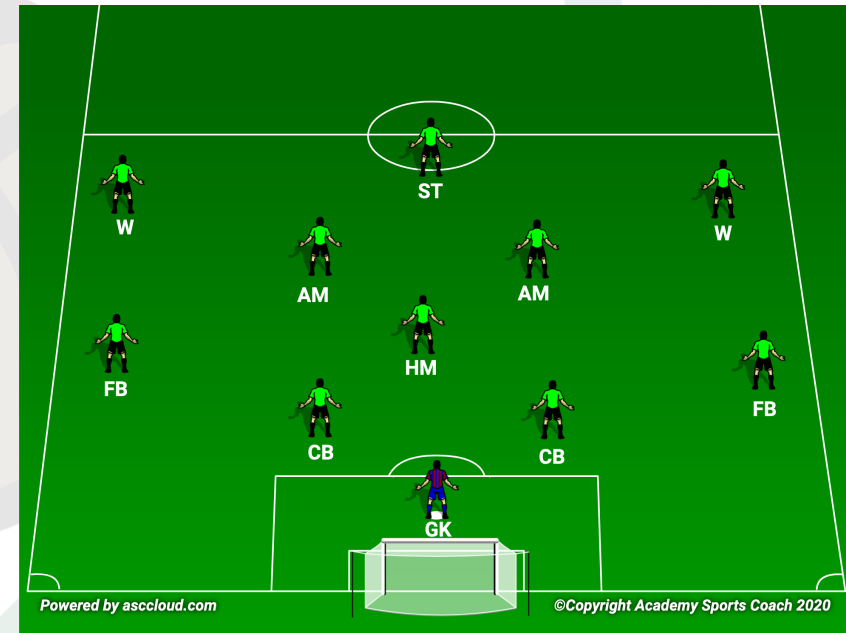 ST
W
W
AM
AM
HM
FB
FB
CB
CB
GK
Powered by asccloud.com
©Copyright Academy Sports Coach 2020